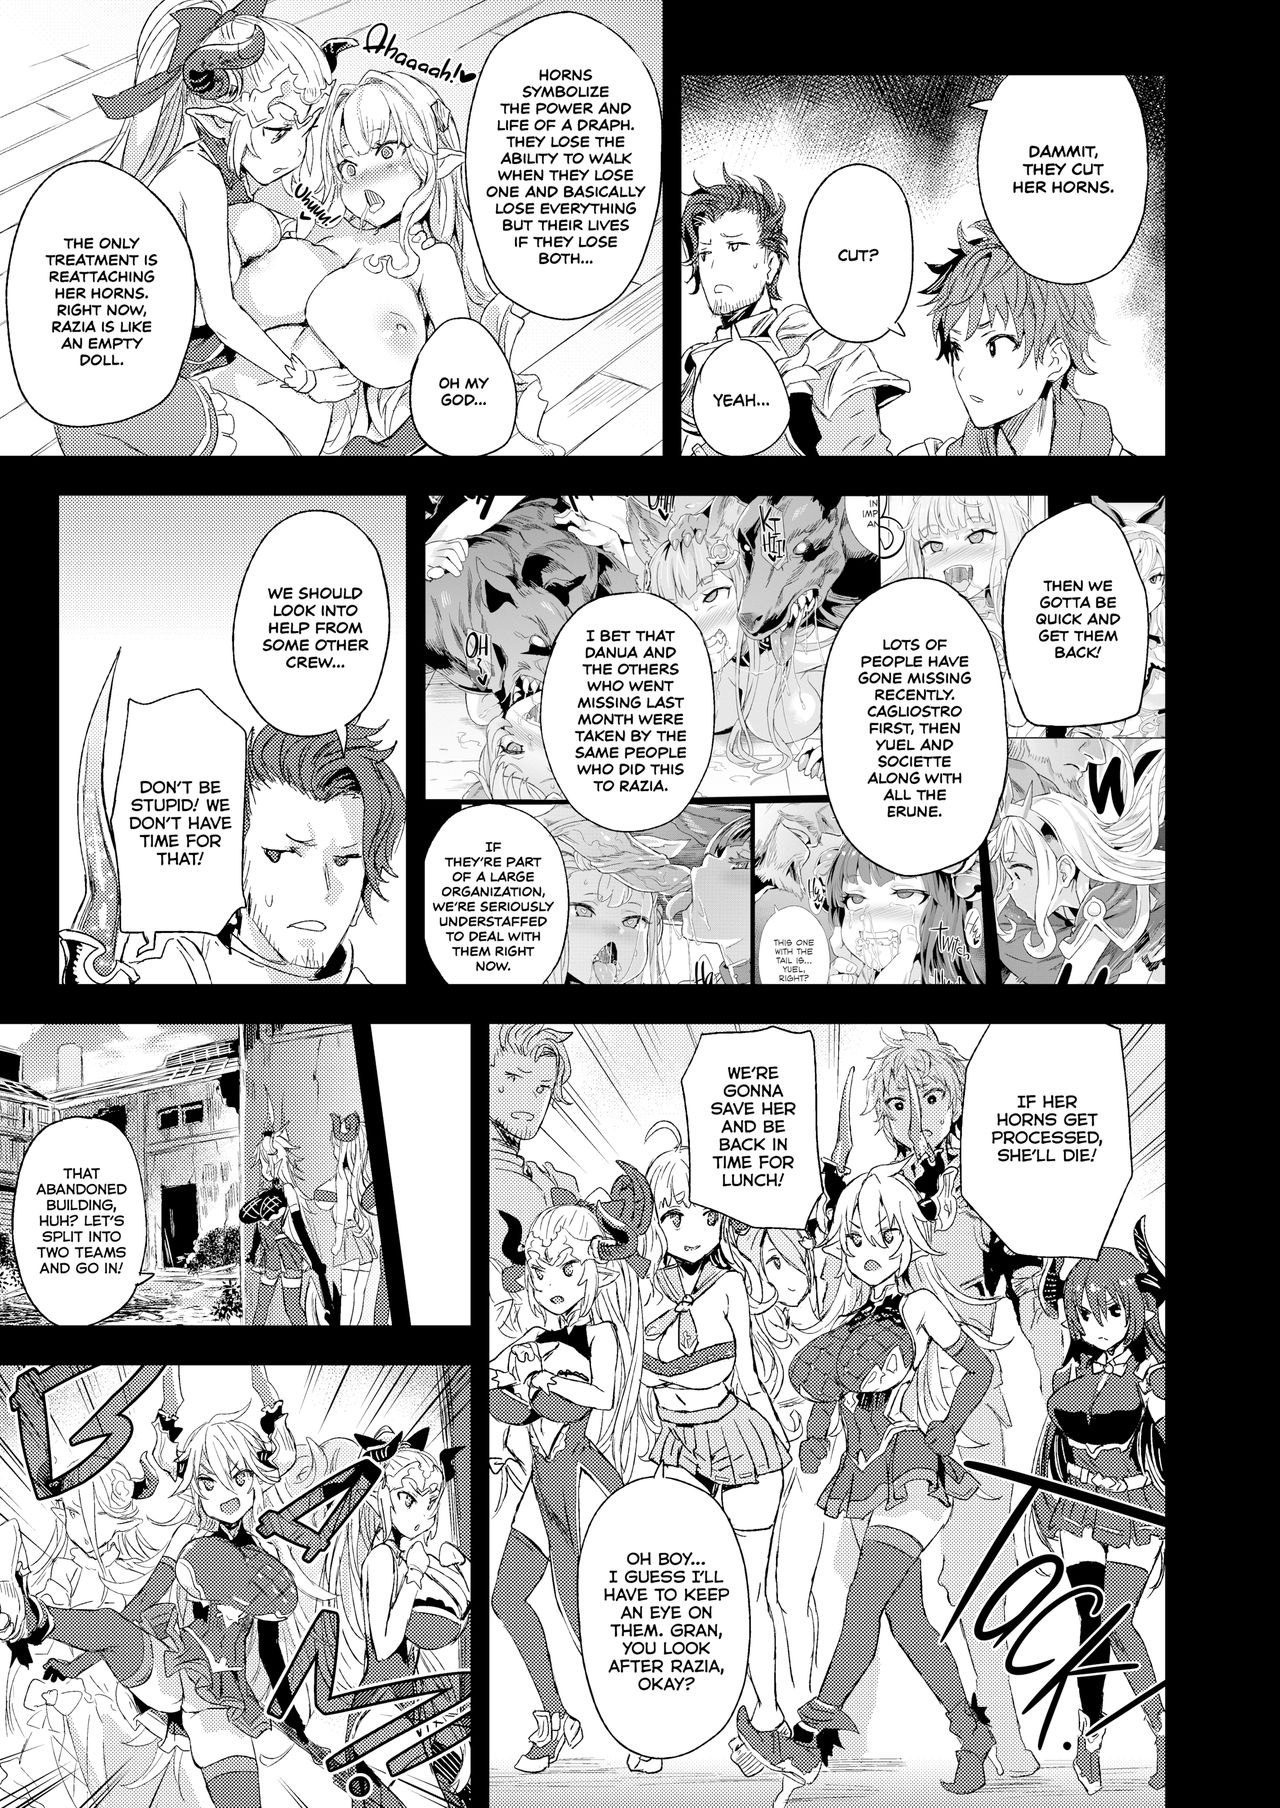 DAMMIT,
THEY CUT
HER HORNS.
CUT?
YEAH...
HORNS
SYMBOLIZE
THE POWER AND
LIFE OF A DRAPH.
THEY LOSE THE
ABILITY TO WALK
WHEN THEY LOSE
ONE AND BASICALLY
LOSE EVERYTHING
BUT THEIR LIVES
IF THEY LOSE
BOTH...
Ahaaaah!♥
OH MY
GOD...
THE ONLY
TREATMENT IS
REATTACHING
HER HORNS.
RIGHT NOW,
RAZIA IS LIKE
AN EMPTY
DOLL.
THEN WE
GOTTA BE
QUICK AND
GET THEM
BACK!
LOTS OF
PEOPLE HAVE
GONE MISSING
RECENTLY.
CAGLIOSTRO
FIRST, THEN
YUEL AND
SOCIETTE
ALONG WITH
ALL THE
ERUNE.
I BET THAT
DANUA AND
THE OTHERS
WHO WENT
MISSING LAST
MONTH WERE
TAKEN BY THE
SAME PEOPLE
WHO DID THIS
TO RAZIA.
THIS ONE
WITH THE
TAIL IS...
YUEL,
RIGHT?
IF
THEY'RE PART
OF A LARGE
ORGANIZATION,
WE'RE SERIOUSLY
UNDERSTAFFED
TO DEAL WITH
THEM RIGHT
NOW.
WE SHOULD
LOOK INTO
HELP FROM
SOME OTHER
CREW...
DON'T BE
STUPID! WE
DON'T HAVE
TIME FOR
THAT!
IF HER
HORNS GET
PROCESSED,
SHE'LL DIE!
WE'RE
GONNA
SAVE HER
AND BE
BACK IN
TIME FOR
LUNCH!
TACK.
OH BOY...
I GUESS I'LL
HAVE TO KEEP
AN EYE ON
THEM. GRAN,
YOU LOOK
AFTER RAZIA,
OKAY?
THAT
ABANDONED
BUILDING,
HUH? LET'S
SPLIT INTO
TWO TEAMS
AND GO IN!
BAM!